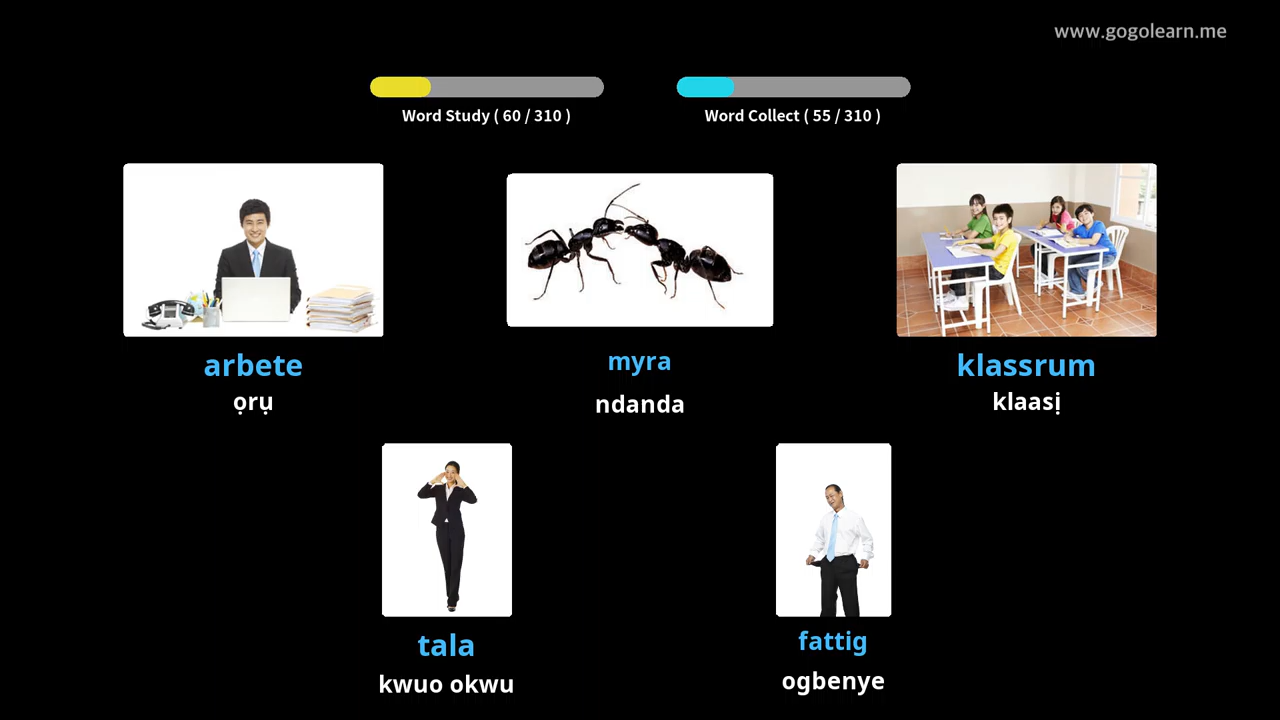 www.gogolearn.me
Word Study ( 60 / 310 )
Word Collect ( 55 / 310 )
arbete
ọrụ
myra
ndanda
klassrum
klaasị
tala
kwuo okwu
fattig
ogbenye